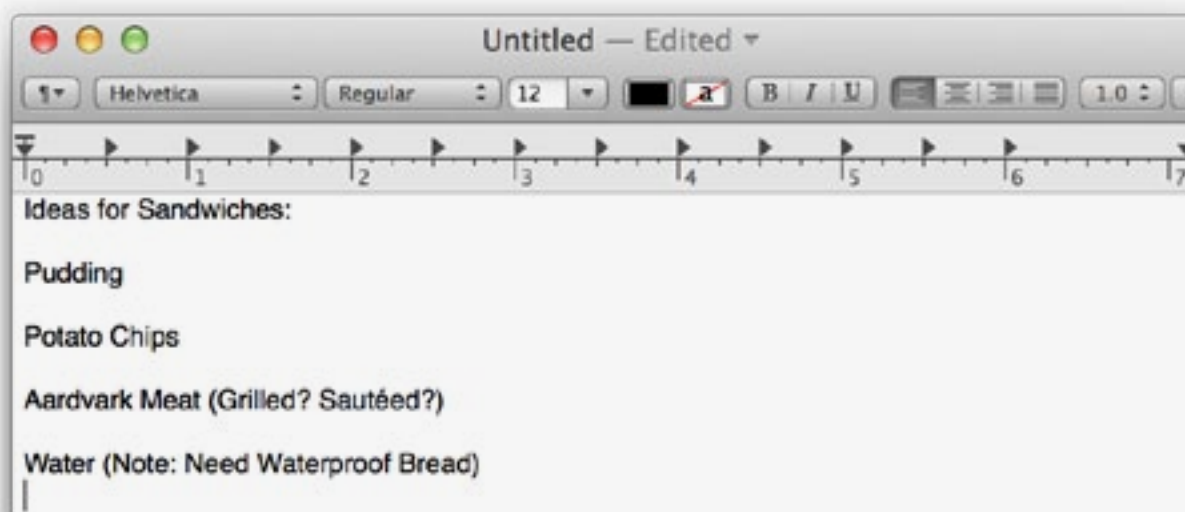 Untitled — Edited
¶ Helvetica Regular 12 a B I U 1.0
0 1 2 3 4 5 6 7
Ideas for Sandwiches:
Pudding
Potato Chips
Aardvark Meat (Grilled? Sautéed?)
Water (Note: Need Waterproof Bread)